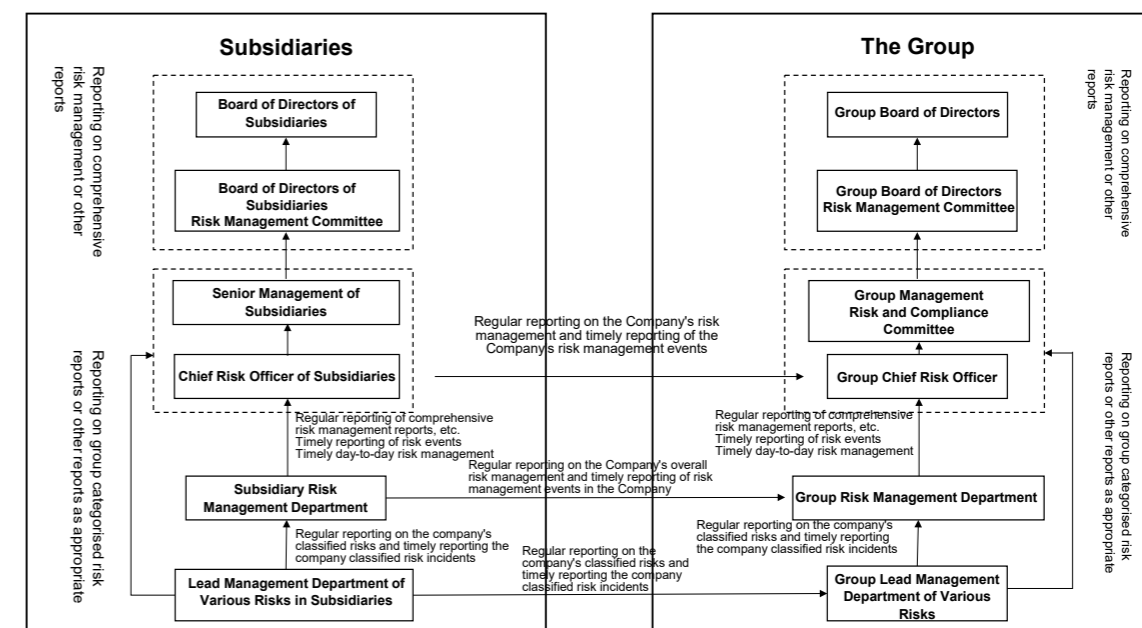 Subsidiaries
Reporting on comprehensive
risk management or other
reports
Board of Directors of
Subsidiaries
Board of Directors of
Subsidiaries
Risk Management Committee
Senior Management of
Subsidiaries
Chief Risk Officer of Subsidiaries
Reporting on group categorised risk
reports or other reports as appropriate
Regular reporting of comprehensive
risk management reports, etc.
Timely reporting of risk events
Timely day-to-day risk management
Subsidiary Risk
Management Department
Regular reporting on the company's
classified risks and timely reporting the
company classified risk incidents
Lead Management Department of
Various Risks in Subsidiaries
Regular reporting on the Company's risk
management and timely reporting of the
Company's risk management events
Regular reporting on the Company's overall
risk management and timely reporting of risk
management events in the Company
Regular reporting on the
company's classified risks and
timely reporting the company
classified risk incidents
The Group
Group Board of Directors
Group Board of Directors
Risk Management Committee
Group Management
Risk and Compliance
Committee
Group Chief Risk Officer
Regular reporting of comprehensive
risk management reports, etc.
Timely reporting of risk events
Timely day-to-day risk management
Group Risk Management Department
Regular reporting on the company's
classified risks and timely reporting
the company classified risk incidents
Group Lead Management
Department of Various
Risks
Reporting on comprehensive
risk management or other
reports
Reporting on group categorised risk
reports or other reports as appropriate